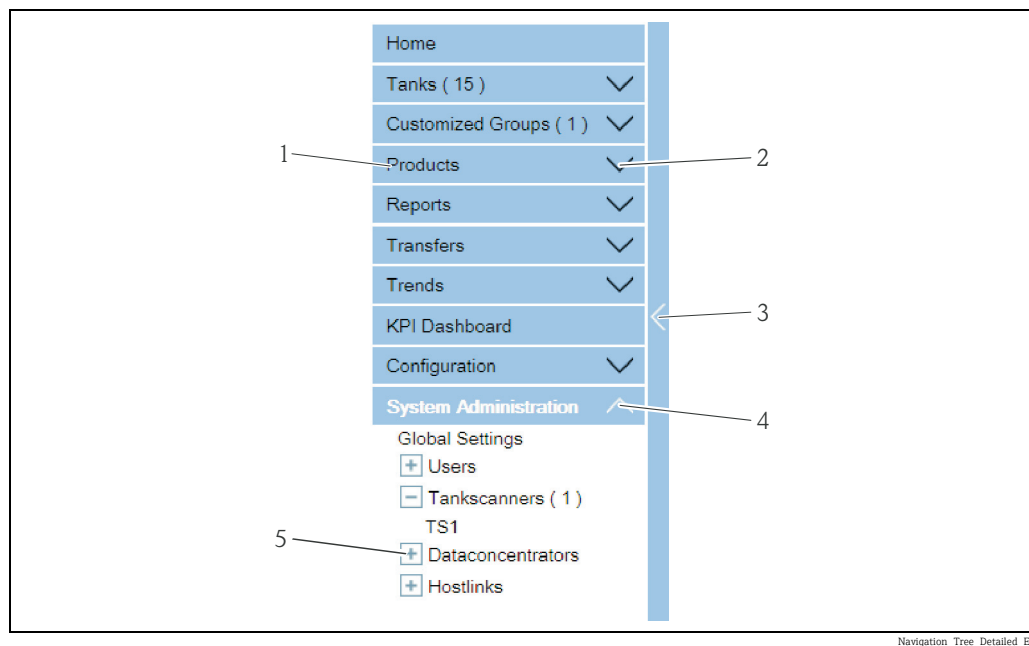 Home
Tanks ( 15 )
Customized Groups ( 1 )
1 Products 2
Reports
Transfers
Trends
3
KPI Dashboard
Configuration
System Administration
4
Global Settings
Users
Tankscanners ( 1 )
TS1
5 Dataconcentrators
Hostlinks
Navigation Tree Detailed E